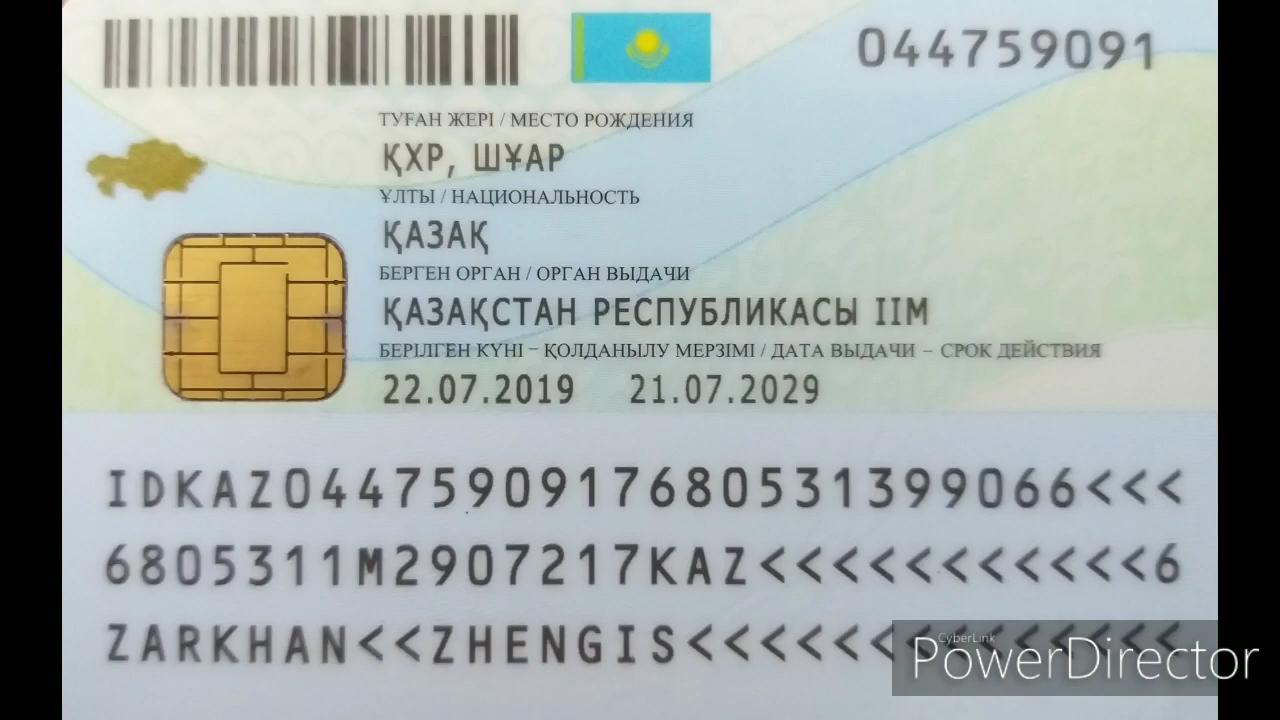 044759091
ТУҒАН ЖЕРІ / МЕСТО РОЖДЕНИЯ
ҚХР, ШҰАР
ҰЛТЫ / НАЦИОНАЛЬНОСТЬ
ҚАЗАҚ
БЕРГЕН ОРГАН / ОРГАН ВЫДАЧИ
ҚАЗАҚСТАН РЕСПУБЛИКАСЫ ІІМ
БЕРІЛГЕН КҮНІ – ҚОЛДАНЫЛУ МЕРЗІМІ / ДАТА ВЫДАЧИ – СРОК ДЕЙСТВИЯ
22.07.2019 21.07.2029
IDKAZ0447590917680531399066<<<
6805311M2907217KAZ<<<<<<<<<<<6
ZARKHAN<<ZHENGIS<<<<<<<<<<<<<<
CyberLink
PowerDirector